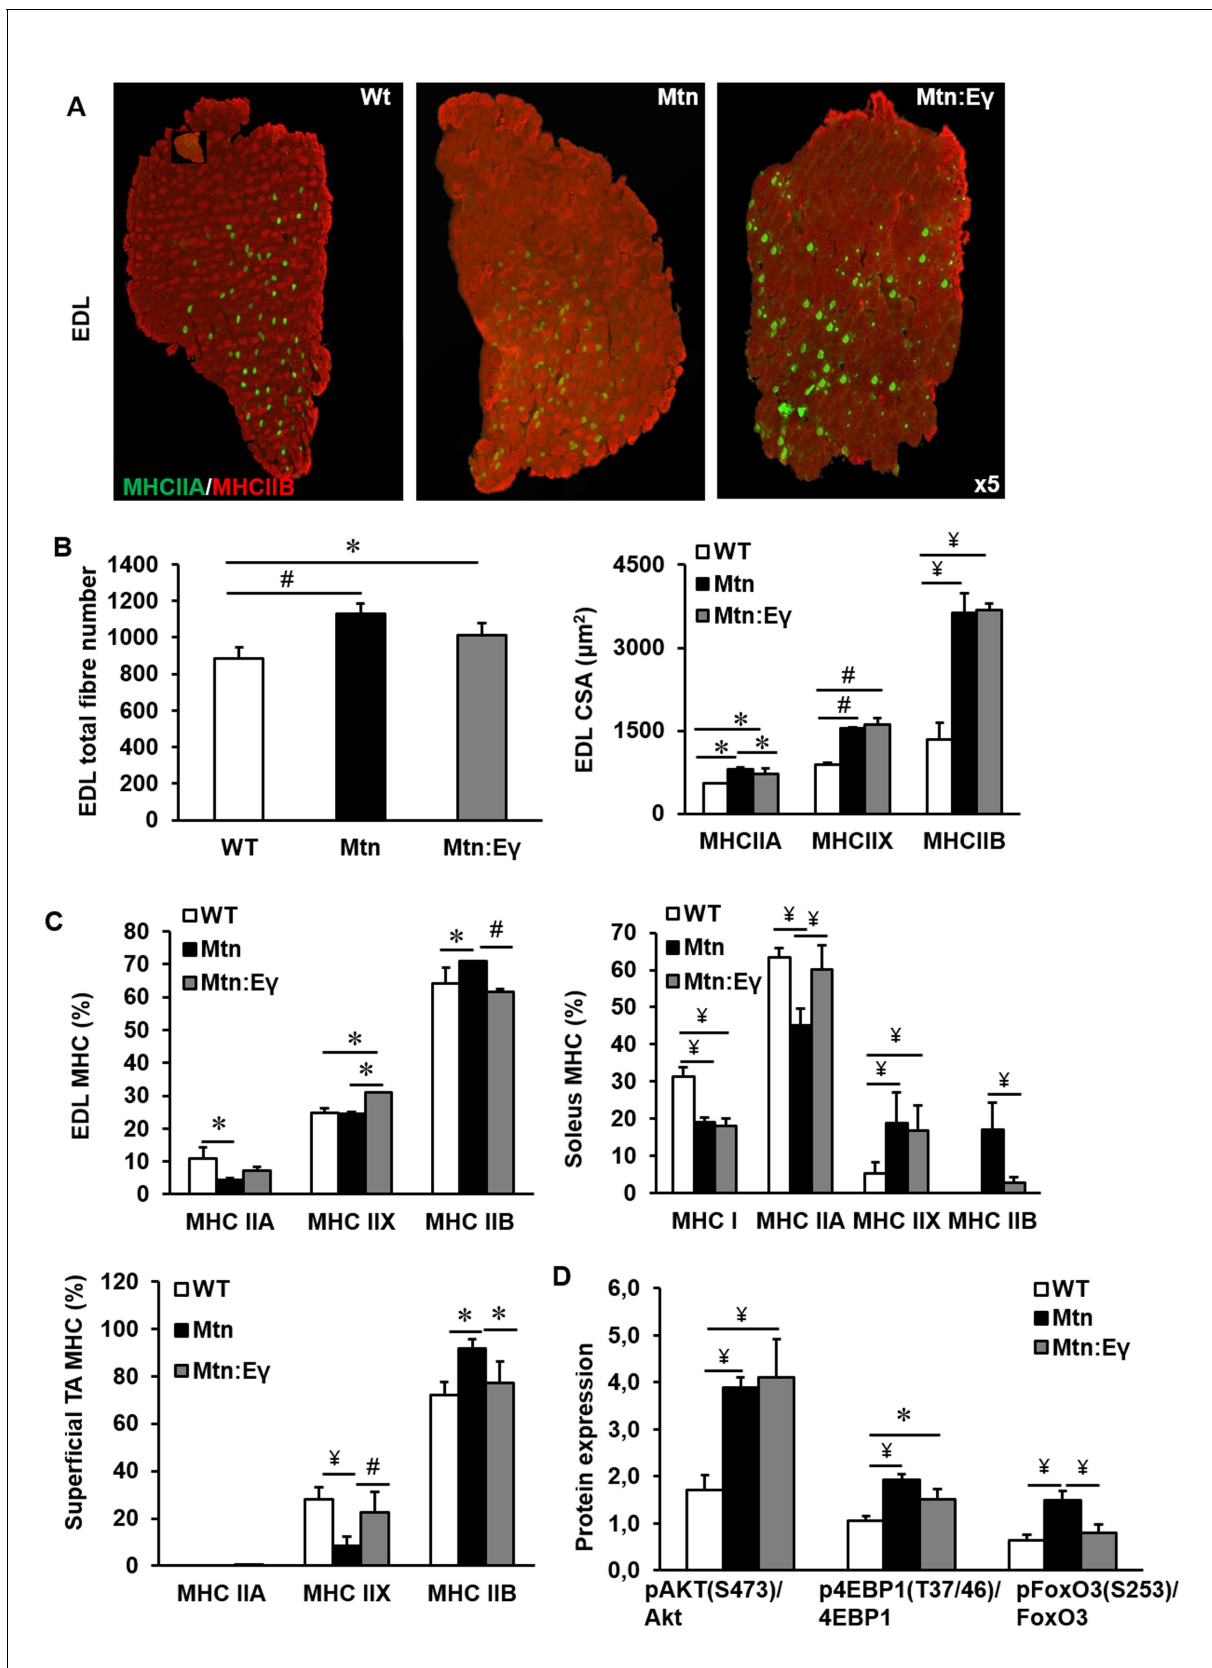 A
Wt
Mtn
Mtn:Eγ
EDL
MHCIIA/MHCIIB
x5
B
EDL total fibre number
1400
1200
1000
800
600
400
200
0
*
#
WT
Mtn
Mtn:Eγ
EDL CSA (µm²)
4500
3000
1500
0
WT
Mtn
Mtn:Eγ
* * *
# #
¥ ¥
MHCIIA
MHCIIX
MHCIIB
C
EDL MHC (%)
80
70
60
50
40
30
20
10
0
WT
Mtn
Mtn:Eγ
*
* *
* #
MHC IIA
MHC IIX
MHC IIB
Soleus MHC (%)
70
60
50
40
30
20
10
0
WT
Mtn
Mtn:Eγ
¥ ¥
¥ ¥
¥ ¥
¥
MHC I
MHC IIA
MHC IIX
MHC IIB
Superficial TA MHC (%)
120
100
80
60
40
20
0
WT
Mtn
Mtn:Eγ
¥ #
* *
MHC IIA
MHC IIX
MHC IIB
D
Protein expression
6,0
5,0
4,0
3,0
2,0
1,0
0,0
WT
Mtn
Mtn:Eγ
¥ ¥
¥ *
¥ ¥
pAKT(S473)/
Akt
p4EBP1(T37/46)/
4EBP1
pFoxO3(S253)/
FoxO3